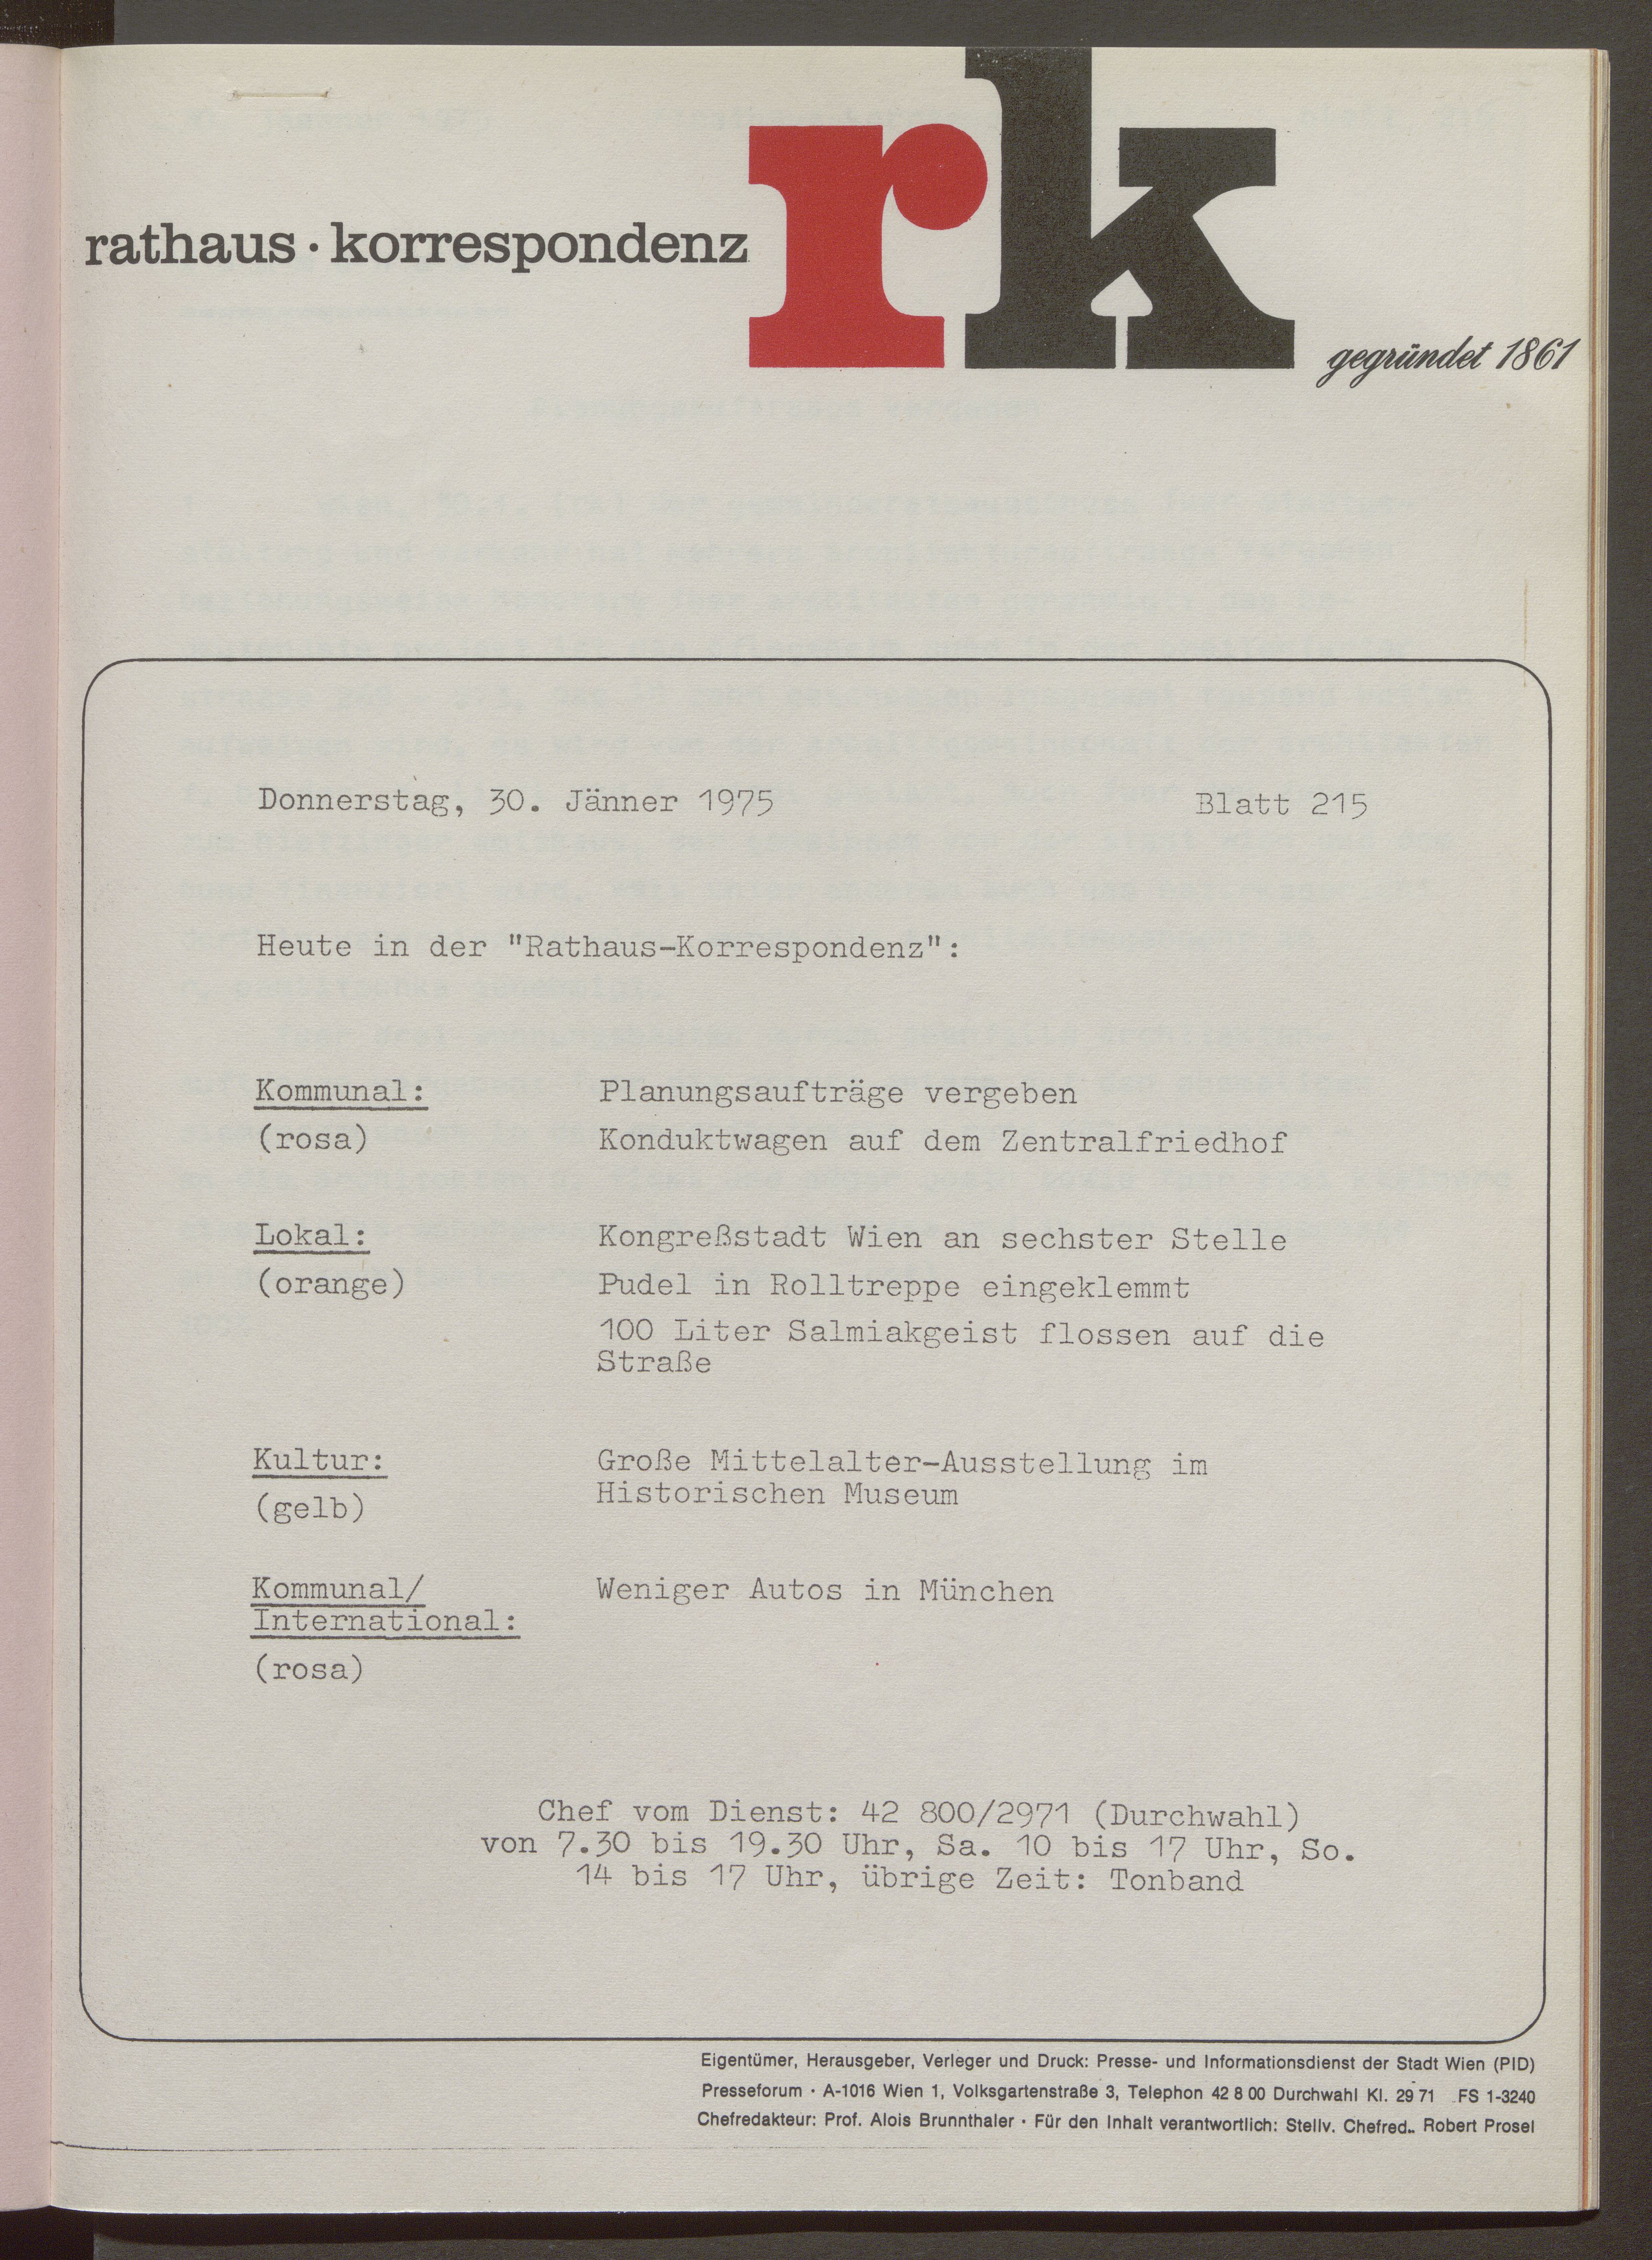 rathaus · korrespondenz
rk
gegründet 1861
Donnerstag, 30. Jänner 1975 Blatt 215
Heute in der "Rathaus-Korrespondenz":
Kommunal: Planungsaufträge vergeben
(rosa) Konduktwagen auf dem Zentralfriedhof
Lokal: Kongreßstadt Wien an sechster Stelle
(orange) Pudel in Rolltreppe eingeklemmt
100 Liter Salmiakgeist flossen auf die
Straße
Kultur: Große Mittelalter-Ausstellung im
Historischen Museum
(gelb)
Kommunal/ Weniger Autos in München
International:
(rosa)
Chef vom Dienst: 42 800/2971 (Durchwahl)
von 7.30 bis 19.30 Uhr, Sa. 10 bis 17 Uhr, So.
14 bis 17 Uhr, übrige Zeit: Tonband
Eigentümer, Herausgeber, Verleger und Druck: Presse- und Informationsdienst der Stadt Wien (PID)
Presseforum · A-1016 Wien 1, Volksgartenstraße 3, Telephon 42 8 00 Durchwahl Kl. 29 71 FS 1-3240
Chefredakteur: Prof. Alois Brunnthaler · Für den Inhalt verantwortlich: Stellv. Chefred.. Robert Prosel